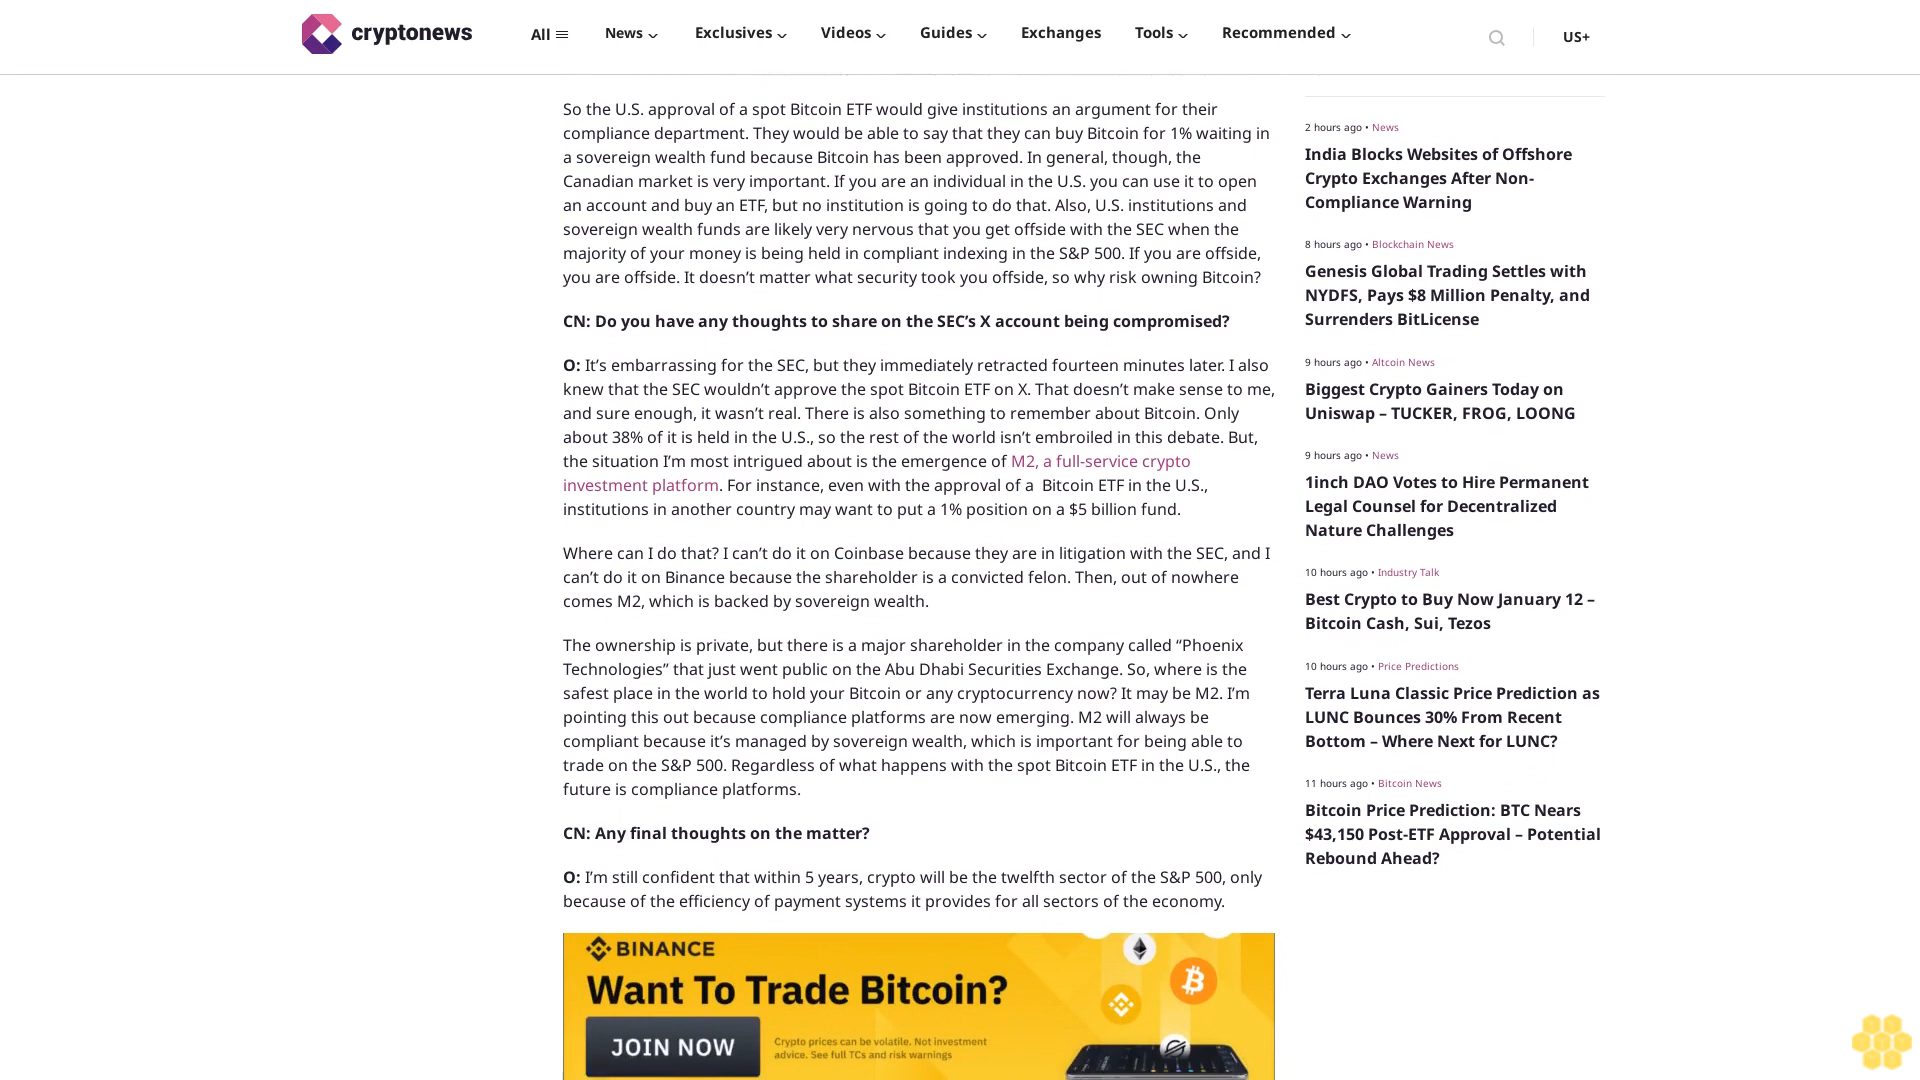 cryptonews
All
News
Exclusives
Videos
Guides
Exchanges
Tools
Recommended
US+
So the U.S. approval of a spot Bitcoin ETF would give institutions an argument for their
compliance department. They would be able to say that they can buy Bitcoin for 1% waiting in
a sovereign wealth fund because Bitcoin has been approved. In general, though, the
Canadian market is very important. If you are an individual in the U.S. you can use it to open
an account and buy an ETF, but no institution is going to do that. Also, U.S. institutions and
sovereign wealth funds are likely very nervous that you get offside with the SEC when the
majority of your money is being held in compliant indexing in the S&P 500. If you are offside,
you are offside. It doesn’t matter what security took you offside, so why risk owning Bitcoin?
CN: Do you have any thoughts to share on the SEC’s X account being compromised?
O: It’s embarrassing for the SEC, but they immediately retracted fourteen minutes later. I also
knew that the SEC wouldn’t approve the spot Bitcoin ETF on X. That doesn’t make sense to me,
and sure enough, it wasn’t real. There is also something to remember about Bitcoin. Only
about 38% of it is held in the U.S., so the rest of the world isn’t embroiled in this debate. But,
the situation I’m most intrigued about is the emergence of M2, a full-service crypto
investment platform. For instance, even with the approval of a  Bitcoin ETF in the U.S.,
institutions in another country may want to put a 1% position on a $5 billion fund.
Where can I do that? I can’t do it on Coinbase because they are in litigation with the SEC, and I
can’t do it on Binance because the shareholder is a convicted felon. Then, out of nowhere
comes M2, which is backed by sovereign wealth.
The ownership is private, but there is a major shareholder in the company called “Phoenix
Technologies” that just went public on the Abu Dhabi Securities Exchange. So, where is the
safest place in the world to hold your Bitcoin or any cryptocurrency now? It may be M2. I’m
pointing this out because compliance platforms are now emerging. M2 will always be
compliant because it’s managed by sovereign wealth, which is important for being able to
trade on the S&P 500. Regardless of what happens with the spot Bitcoin ETF in the U.S., the
future is compliance platforms.
CN: Any final thoughts on the matter?
O: I’m still confident that within 5 years, crypto will be the twelfth sector of the S&P 500, only
because of the efficiency of payment systems it provides for all sectors of the economy.
BINANCE
Want To Trade Bitcoin?
JOIN NOW
Crypto prices can be volatile. Not investment
advice. See full TCs and risk warnings
2 hours ago • News
India Blocks Websites of Offshore
Crypto Exchanges After Non-
Compliance Warning
8 hours ago • Blockchain News
Genesis Global Trading Settles with
NYDFS, Pays $8 Million Penalty, and
Surrenders BitLicense
9 hours ago • Altcoin News
Biggest Crypto Gainers Today on
Uniswap – TUCKER, FROG, LOONG
9 hours ago • News
1inch DAO Votes to Hire Permanent
Legal Counsel for Decentralized
Nature Challenges
10 hours ago • Industry Talk
Best Crypto to Buy Now January 12 –
Bitcoin Cash, Sui, Tezos
10 hours ago • Price Predictions
Terra Luna Classic Price Prediction as
LUNC Bounces 30% From Recent
Bottom – Where Next for LUNC?
11 hours ago • Bitcoin News
Bitcoin Price Prediction: BTC Nears
$43,150 Post-ETF Approval – Potential
Rebound Ahead?